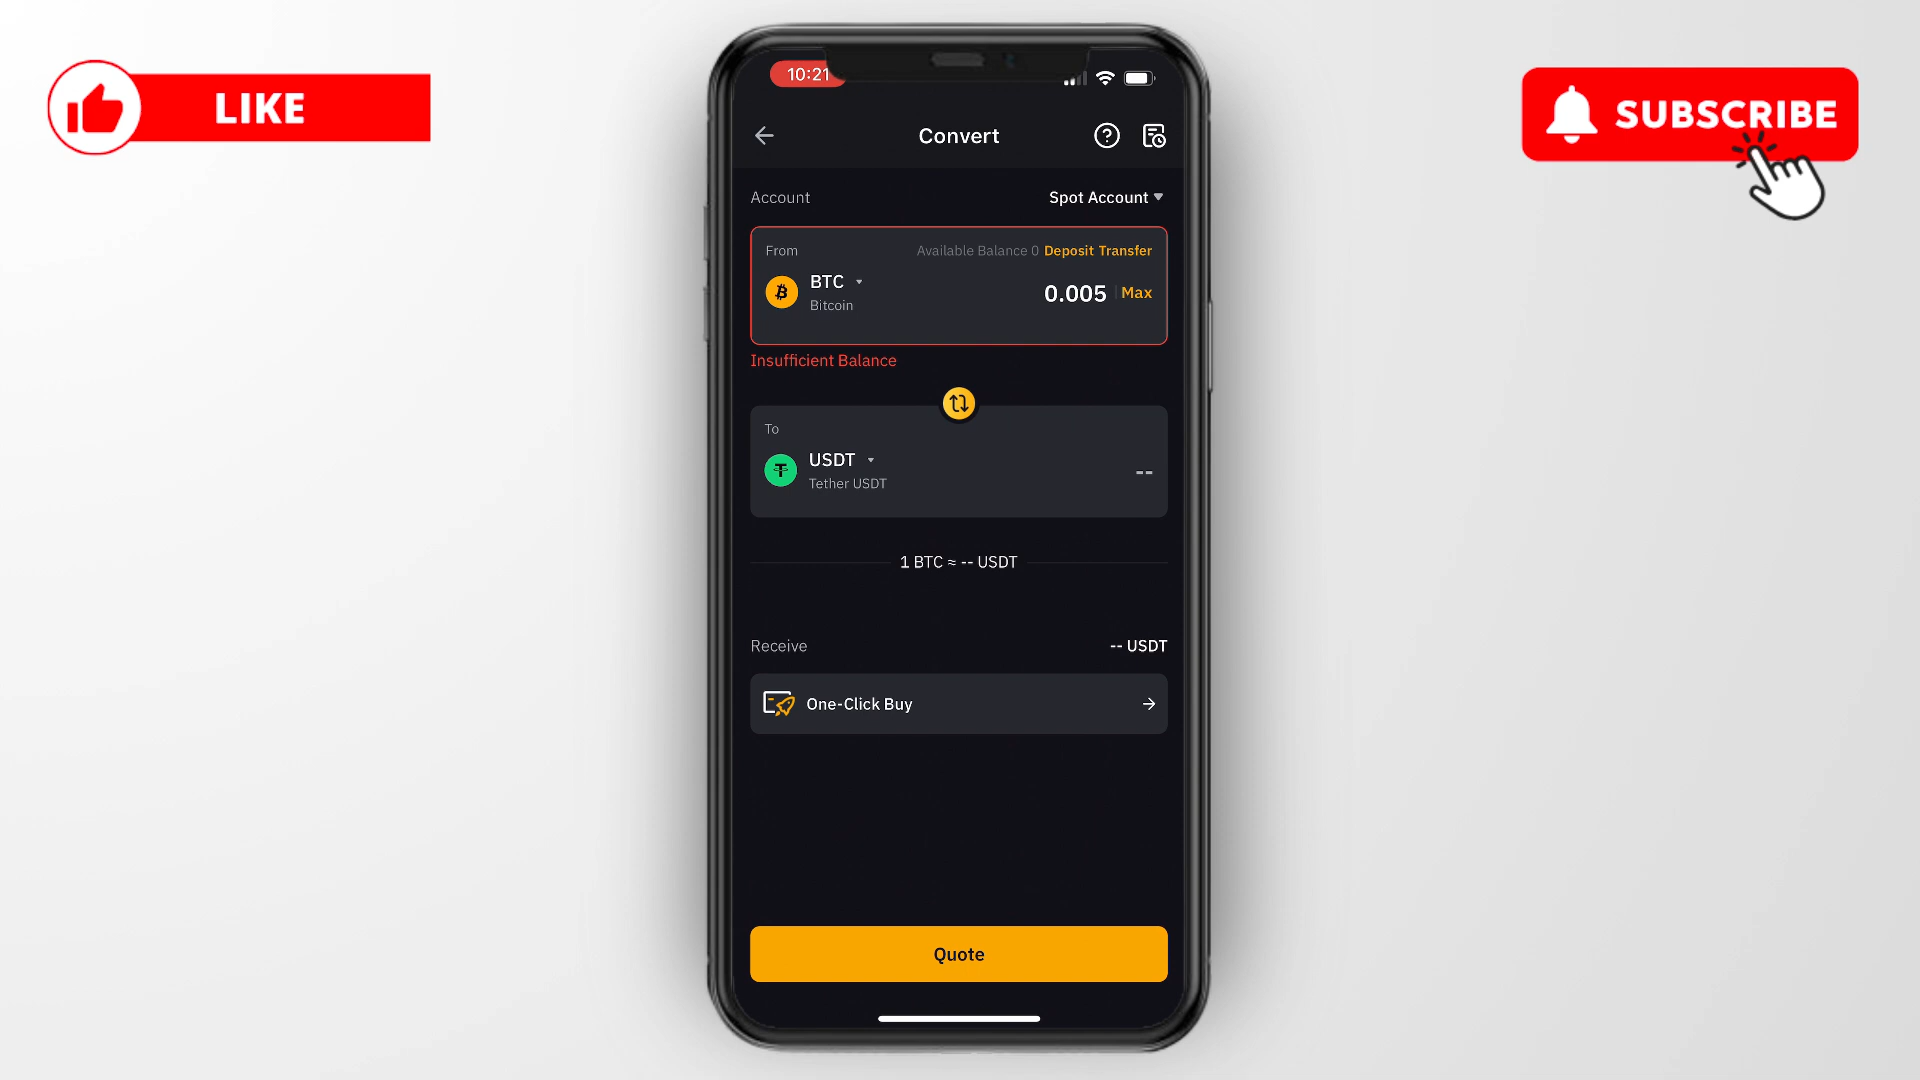 LIKE
SUBSCRIBE
10:21
Convert
Account
Spot Account
From
Available Balance 0 Deposit Transfer
BTC
Bitcoin
0.005 Max
Insufficient Balance
To
USDT
Tether USDT
--
1 BTC ≈ -- USDT
Receive
-- USDT
One-Click Buy
Quote